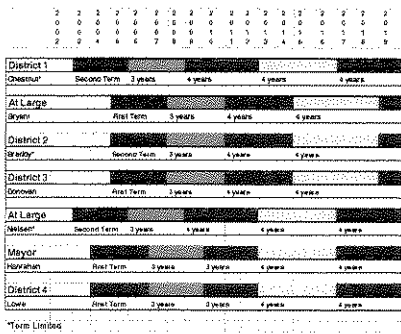 District 1
Chestnut* Second Term 3 years 4 years 4 years 4 years
At Large
Bryant First Term 3 years 4 years 4 years
District 2
Braddy* Second Term 3 years 4 years 4 years
District 3
Donovan First Term 3 years 4 years 4 years
At Large
Nielsen* Second Term 3 years 4 years 4 years 4 years
Mayor
Hanrahan First Term 3 years 3 years 4 years 4 years
District 4
Lowe First Term 3 years 3 years 4 years 4 years
*Term Limited